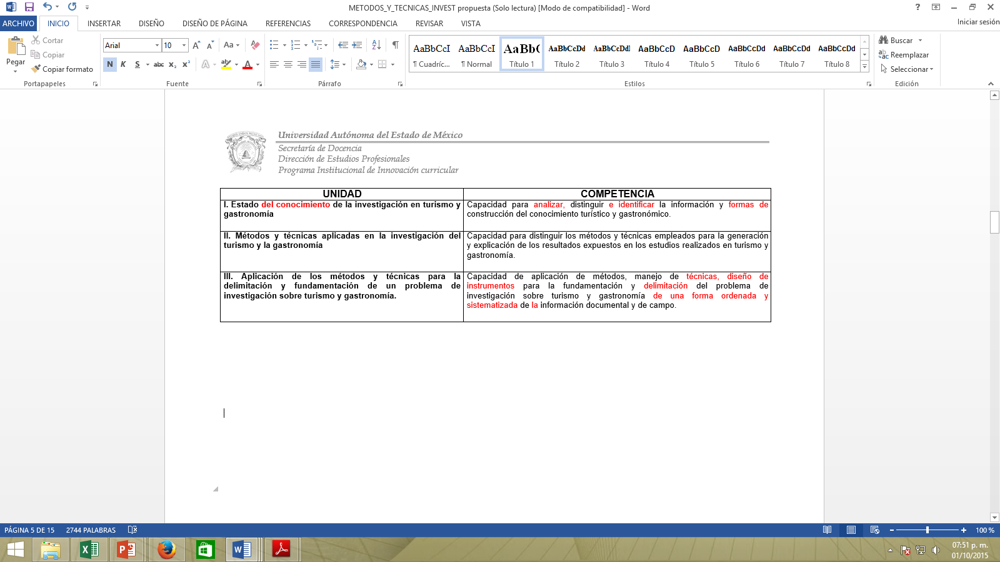 METODOS_Y_TECNICAS_INVEST propuesta (Solo lectura) [Modo de compatibilidad] - Word
ARCHIVO INICIO INSERTAR DISEÑO DISEÑO DE PÁGINA REFERENCIAS CORRESPONDENCIA REVISAR VISTA Iniciar sesión
Pegar
Cortar
Copiar
Copiar formato
Portapapeles
Arial 10
Aa
N K S abc x₂ x²
Fuente
Párrafo
AaBbCcI AaBbCcI AaBb( AaBbCcDd AaBbCcDdI AaBbCcD AaBbCcD AaBbCcDd AaBbCcDd AaBbCcDd
¶ Cuadríc... ¶ Normal Título 1 Título 2 Título 3 Título 4 Título 5 Título 6 Título 7 Título 8
Estilos
Buscar
Reemplazar
Seleccionar
Edición
Universidad Autónoma del Estado de México
Secretaría de Docencia
Dirección de Estudios Profesionales
Programa Institucional de Innovación curricular
UNIDAD COMPETENCIA
I. Estado del conocimiento de la investigación en turismo y
gastronomía
Capacidad para analizar, distinguir e identificar la información y formas de
construcción del conocimiento turístico y gastronómico.
II. Métodos y técnicas aplicadas en la investigación del
turismo y la gastronomía
Capacidad para distinguir los métodos y técnicas empleados para la generación
y explicación de los resultados expuestos en los estudios realizados en turismo y
gastronomía.
III. Aplicación de los métodos y técnicas para la
delimitación y fundamentación de un problema de
investigación sobre turismo y gastronomía.
Capacidad de aplicación de métodos, manejo de técnicas, diseño de
instrumentos para la fundamentación y delimitación del problema de
investigación sobre turismo y gastronomía de una forma ordenada y
sistematizada de la información documental y de campo.
PÁGINA 5 DE 15 2744 PALABRAS 100 %
07:51 p. m.
01/10/2015